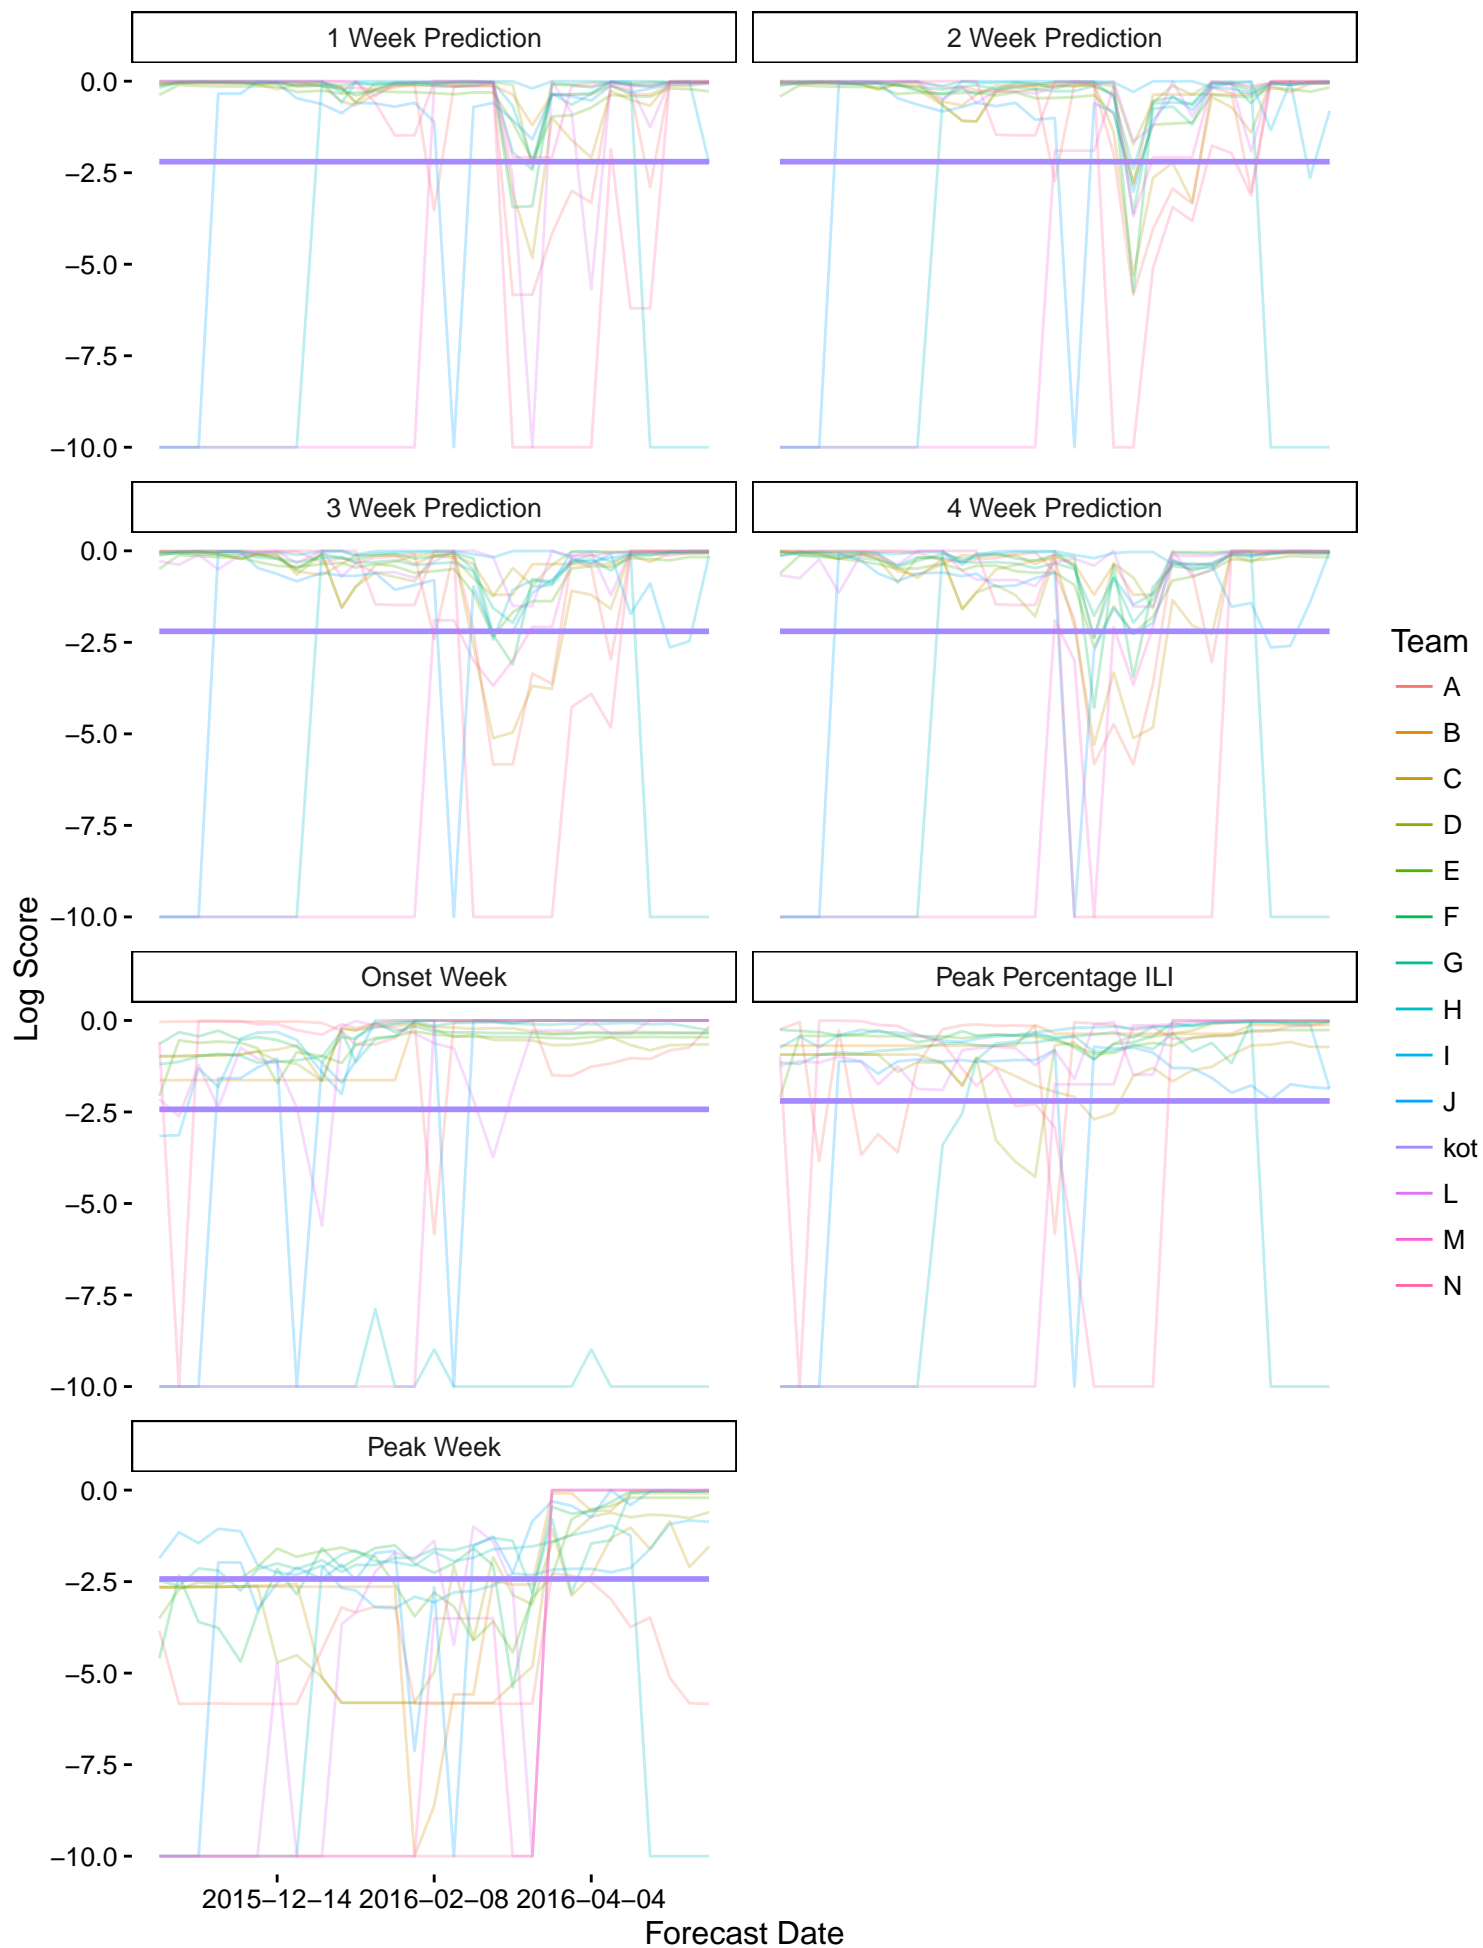 1 Week Prediction
2 Week Prediction
0.0
−2.5
−5.0
−7.5
−10.0
3 Week Prediction
4 Week Prediction
0.0
−2.5
−5.0
−7.5
−10.0
Onset Week
Peak Percentage ILI
0.0
−2.5
−5.0
−7.5
−10.0
Peak Week
0.0
−2.5
−5.0
−7.5
−10.0
2015−12−14 2016−02−08 2016−04−04
Forecast Date
Log Score
Team
A
B
C
D
E
F
G
H
I
J
kot
L
M
N